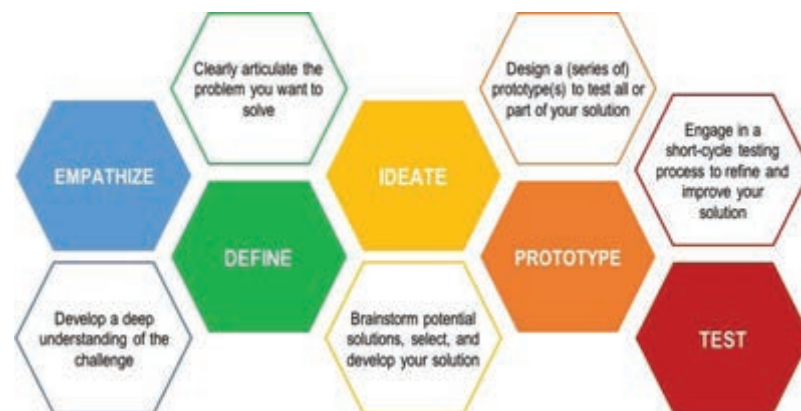 EMPATHIZE
Develop a deep
understanding of the
challenge
Clearly articulate the
problem you want to
solve
DEFINE
IDEATE
Brainstorm potential
solutions, select, and
develop your solution
Design a (series of)
prototype(s) to test all or
part of your solution
PROTOTYPE
Engage in a
short-cycle testing
process to refine and
improve your
solution
TEST